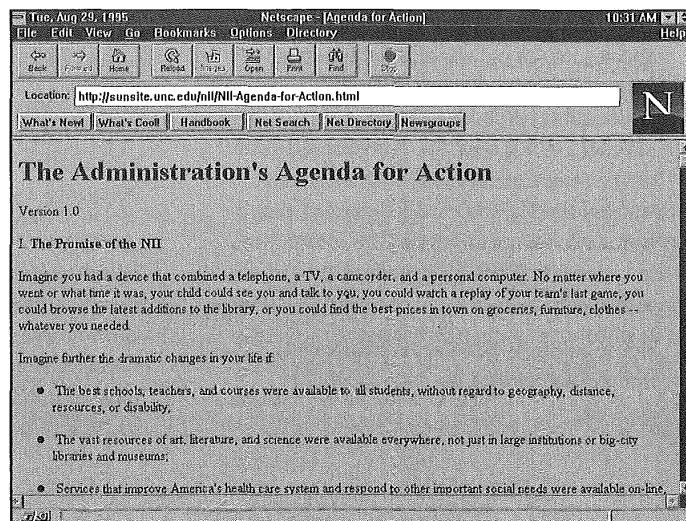 Tue, Aug 29, 1995 Netscape - [Agenda for Action] 10:31 AM
File Edit View Go Bookmarks Options Directory Help
Back Forward Home Reload Images Open Print Find Stop
Location: http://sunsite.unc.edu/nii/NII-Agenda-for-Action.html
N
What's New! What's Cool! Handbook Net Search Net Directory Newsgroups
The Administration's Agenda for Action
Version 1.0
I. The Promise of the NII
Imagine you had a device that combined a telephone, a TV, a camcorder, and a personal computer. No matter where you
went or what time it was, your child could see you and talk to you, you could watch a replay of your team's last game, you
could browse the latest additions to the library, or you could find the best prices in town on groceries, furniture, clothes --
whatever you needed.
Imagine further the dramatic changes in your life if:
The best schools, teachers, and courses were available to all students, without regard to geography, distance,
resources, or disability;
The vast resources of art, literature, and science were available everywhere, not just in large institutions or big-city
libraries and museums;
Services that improve America's health care system and respond to other important social needs were available on-line,